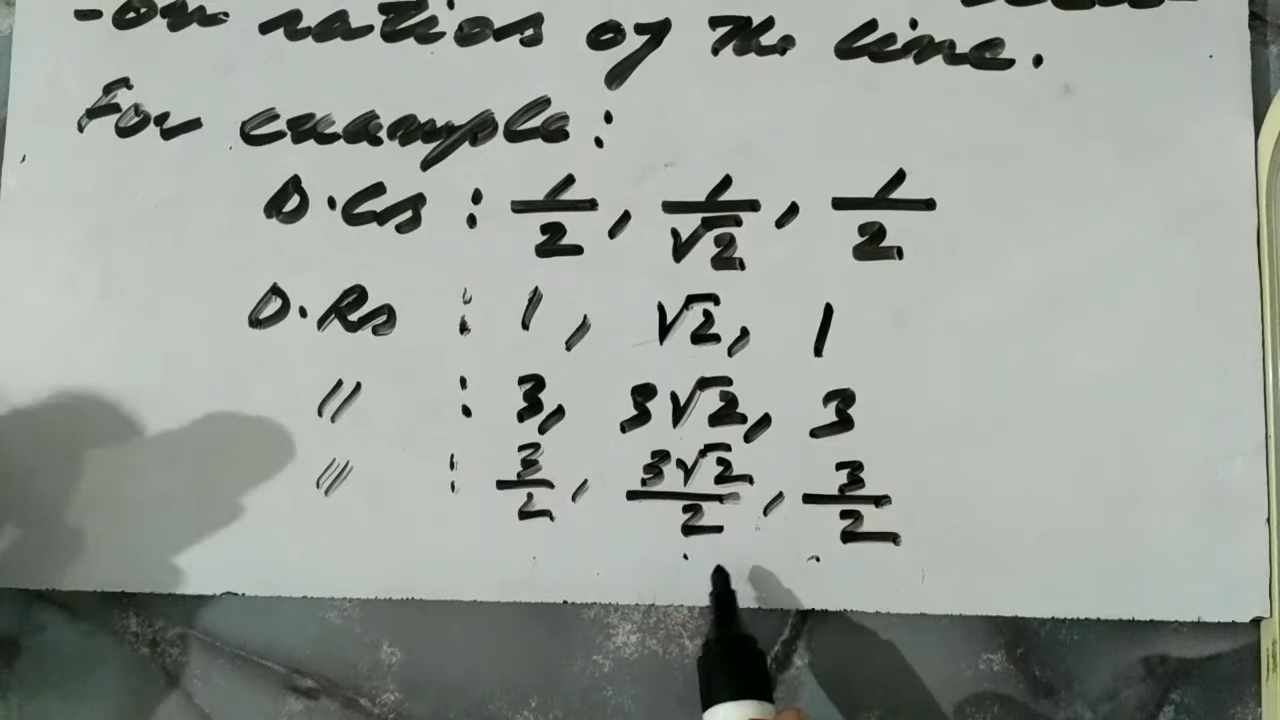 -on ratios of the line.
For example:
D.Cs : 1/2, 1/√2, 1/2
D.Rs : 1, √2, 1
〃 : 3, 3√2, 3
〃 : 3/2, 3√2/2, 3/2